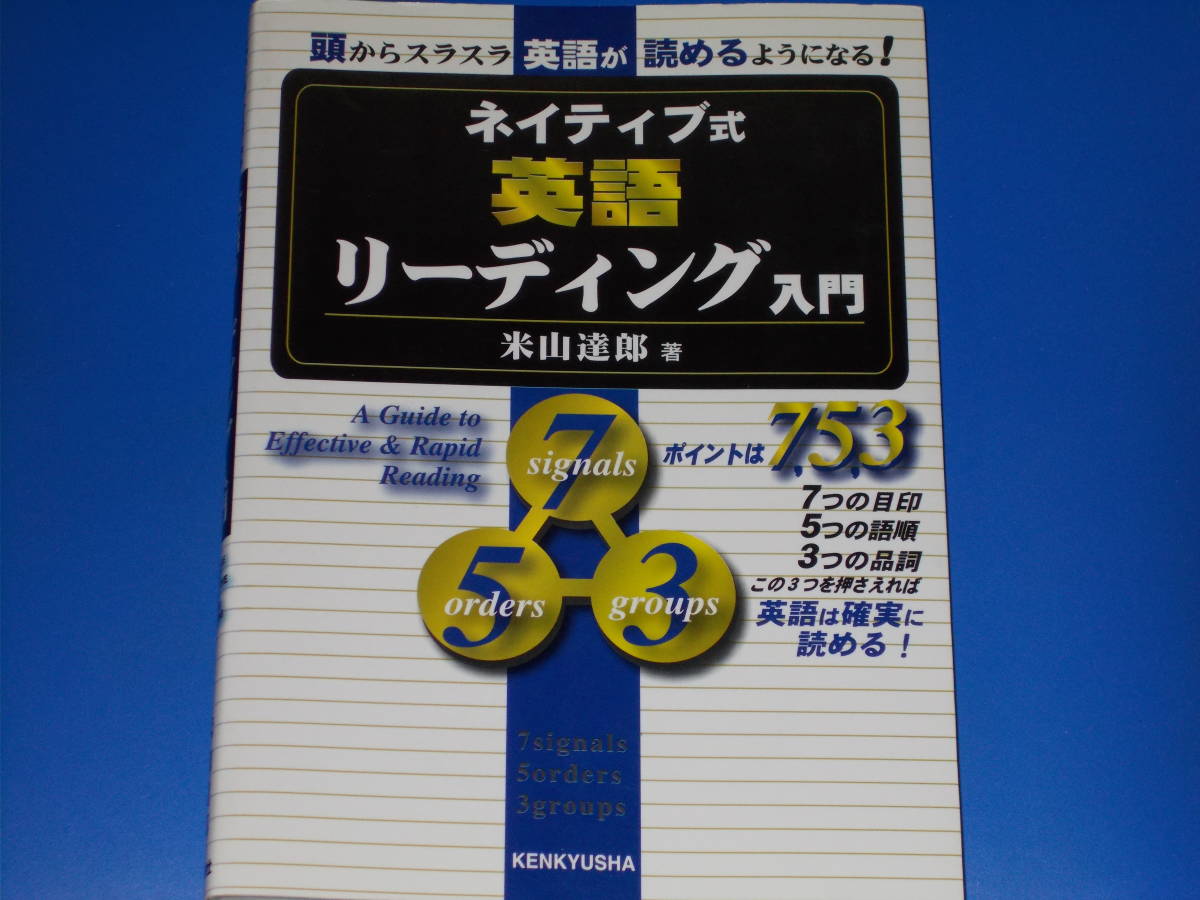 頭からスラスラ英語が読めるようになる!
ネイティブ式
英語
リーディング入門
米山達郎 著
A Guide to
Effective & Rapid
Reading
7
signals
5
orders
3
groups
ポイントは7,5,3
7つの目印
5つの語順
3つの品詞
この3つを押さえれば
英語は確実に
読める!
7signals
5orders
3groups
KENKYUSHA